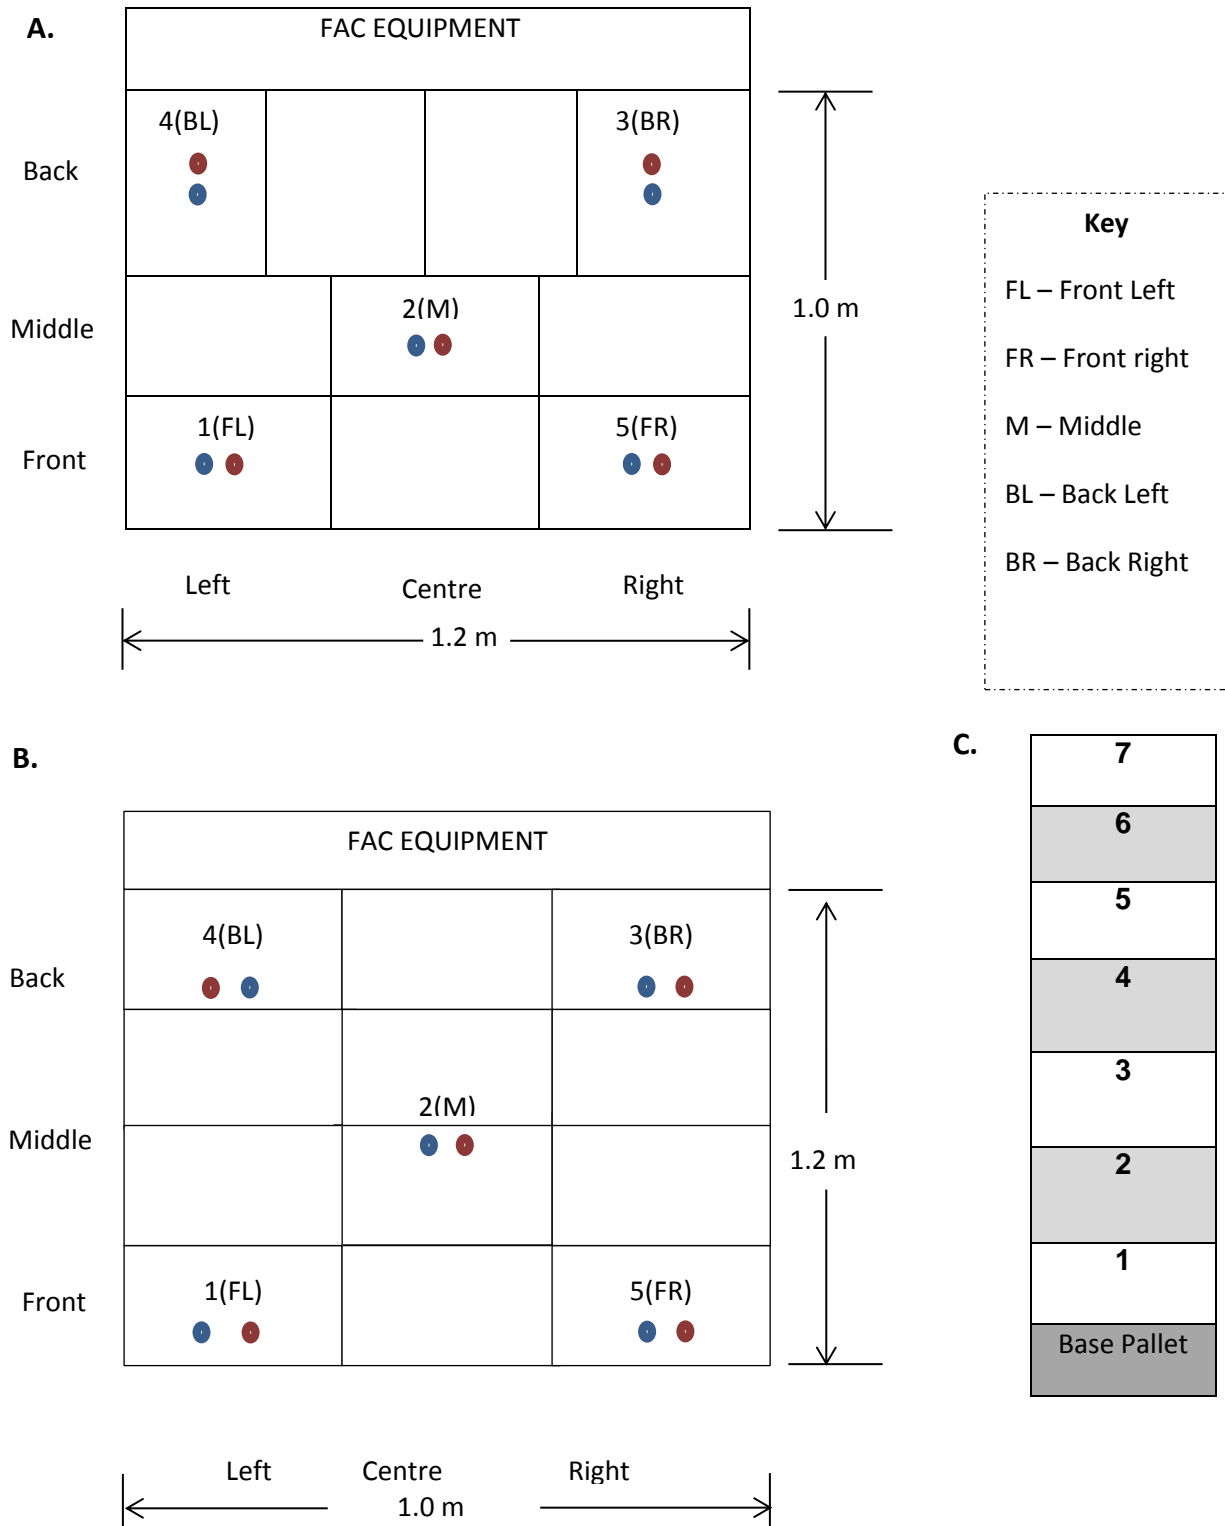 A.
FAC EQUIPMENT
4(BL)
3(BR)
Back
2(M)
Middle
1(FL)
5(FR)
Front
1.0 m
Left
Centre
Right
1.2 m
Key
FL – Front Left
FR – Front right
M – Middle
BL – Back Left
BR – Back Right
B.
FAC EQUIPMENT
4(BL)
3(BR)
Back
2(M)
Middle
1(FL)
5(FR)
Front
1.2 m
Left
Centre
Right
1.0 m
C.
7
6
5
4
3
2
1
Base Pallet